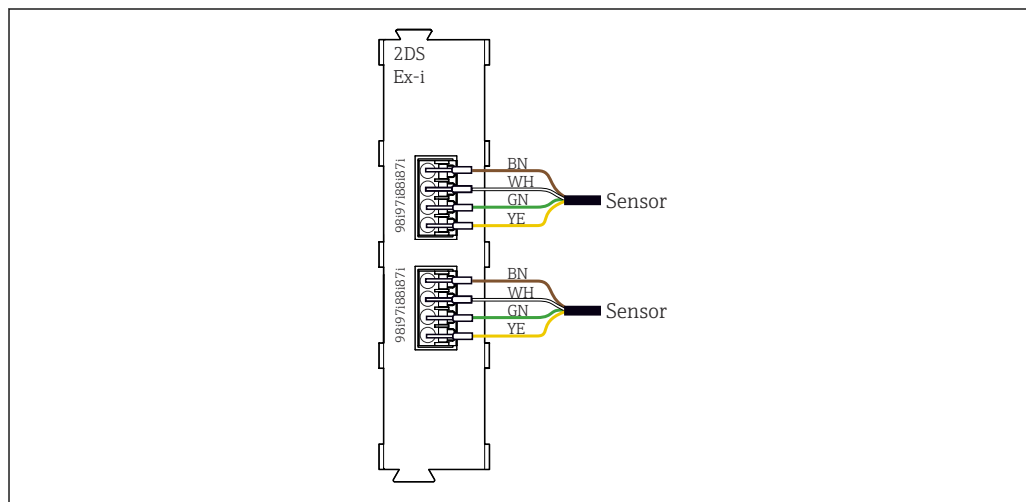 2DS
Ex-i
98i97i88i87i
BN
WH
GN
YE
Sensor
98i97i88i87i
BN
WH
GN
YE
Sensor